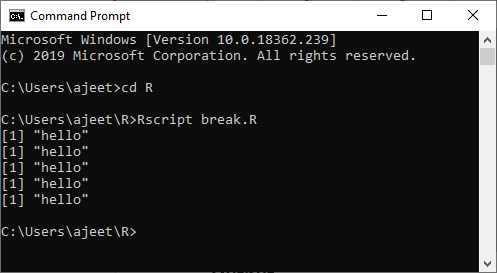 Command Prompt
Microsoft Windows [Version 10.0.18362.239]
(c) 2019 Microsoft Corporation. All rights reserved.
C:\Users\ajeet>cd R
C:\Users\ajeet\R>Rscript break.R
[1] "hello"
[1] "hello"
[1] "hello"
[1] "hello"
[1] "hello"
C:\Users\ajeet\R>